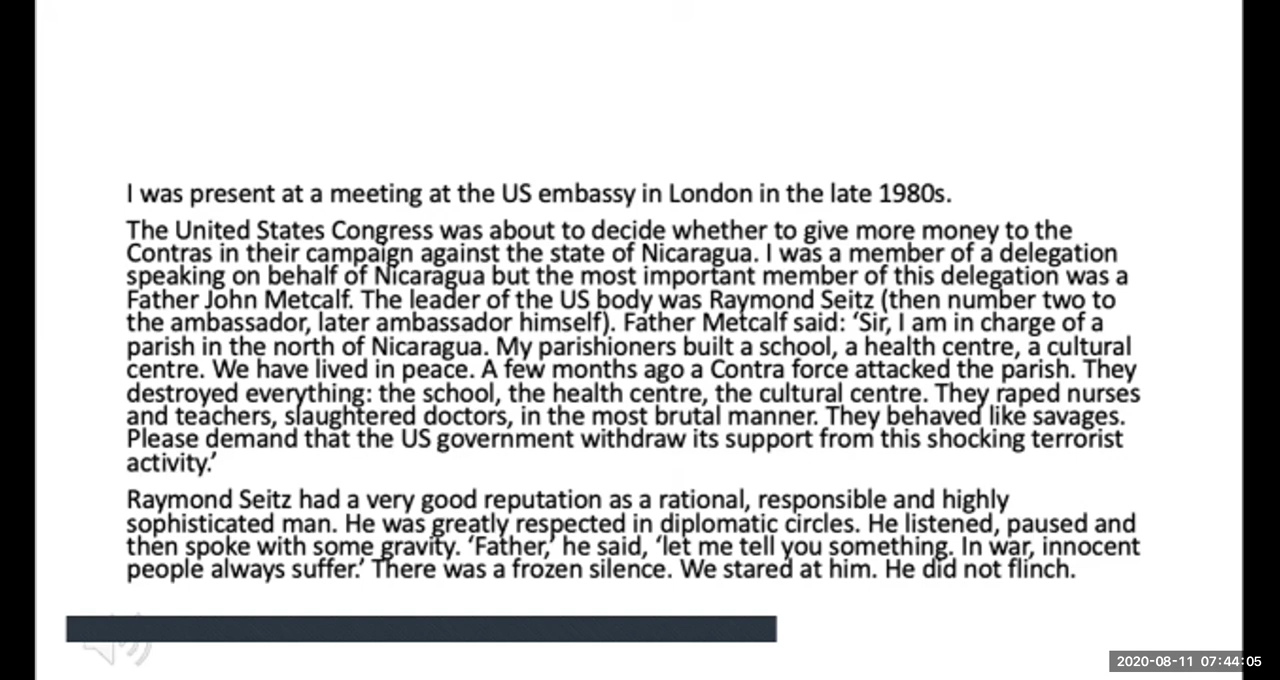 I was present at a meeting at the US embassy in London in the late 1980s.
The United States Congress was about to decide whether to give more money to the
Contras in their campaign against the state of Nicaragua. I was a member of a delegation
speaking on behalf of Nicaragua but the most important member of this delegation was a
Father John Metcalf. The leader of the US body was Raymond Seitz (then number two to
the ambassador, later ambassador himself). Father Metcalf said: ‘Sir, I am in charge of a
parish in the north of Nicaragua. My parishioners built a school, a health centre, a cultural
centre. We have lived in peace. A few months ago a Contra force attacked the parish. They
destroyed everything: the school, the health centre, the cultural centre. They raped nurses
and teachers, slaughtered doctors, in the most brutal manner. They behaved like savages.
Please demand that the US government withdraw its support from this shocking terrorist
activity.’
Raymond Seitz had a very good reputation as a rational, responsible and highly
sophisticated man. He was greatly respected in diplomatic circles. He listened, paused and
then spoke with some gravity. ‘Father,’ he said, ‘let me tell you something. In war, innocent
people always suffer.’ There was a frozen silence. We stared at him. He did not flinch.
2020-08-11 07:44:05